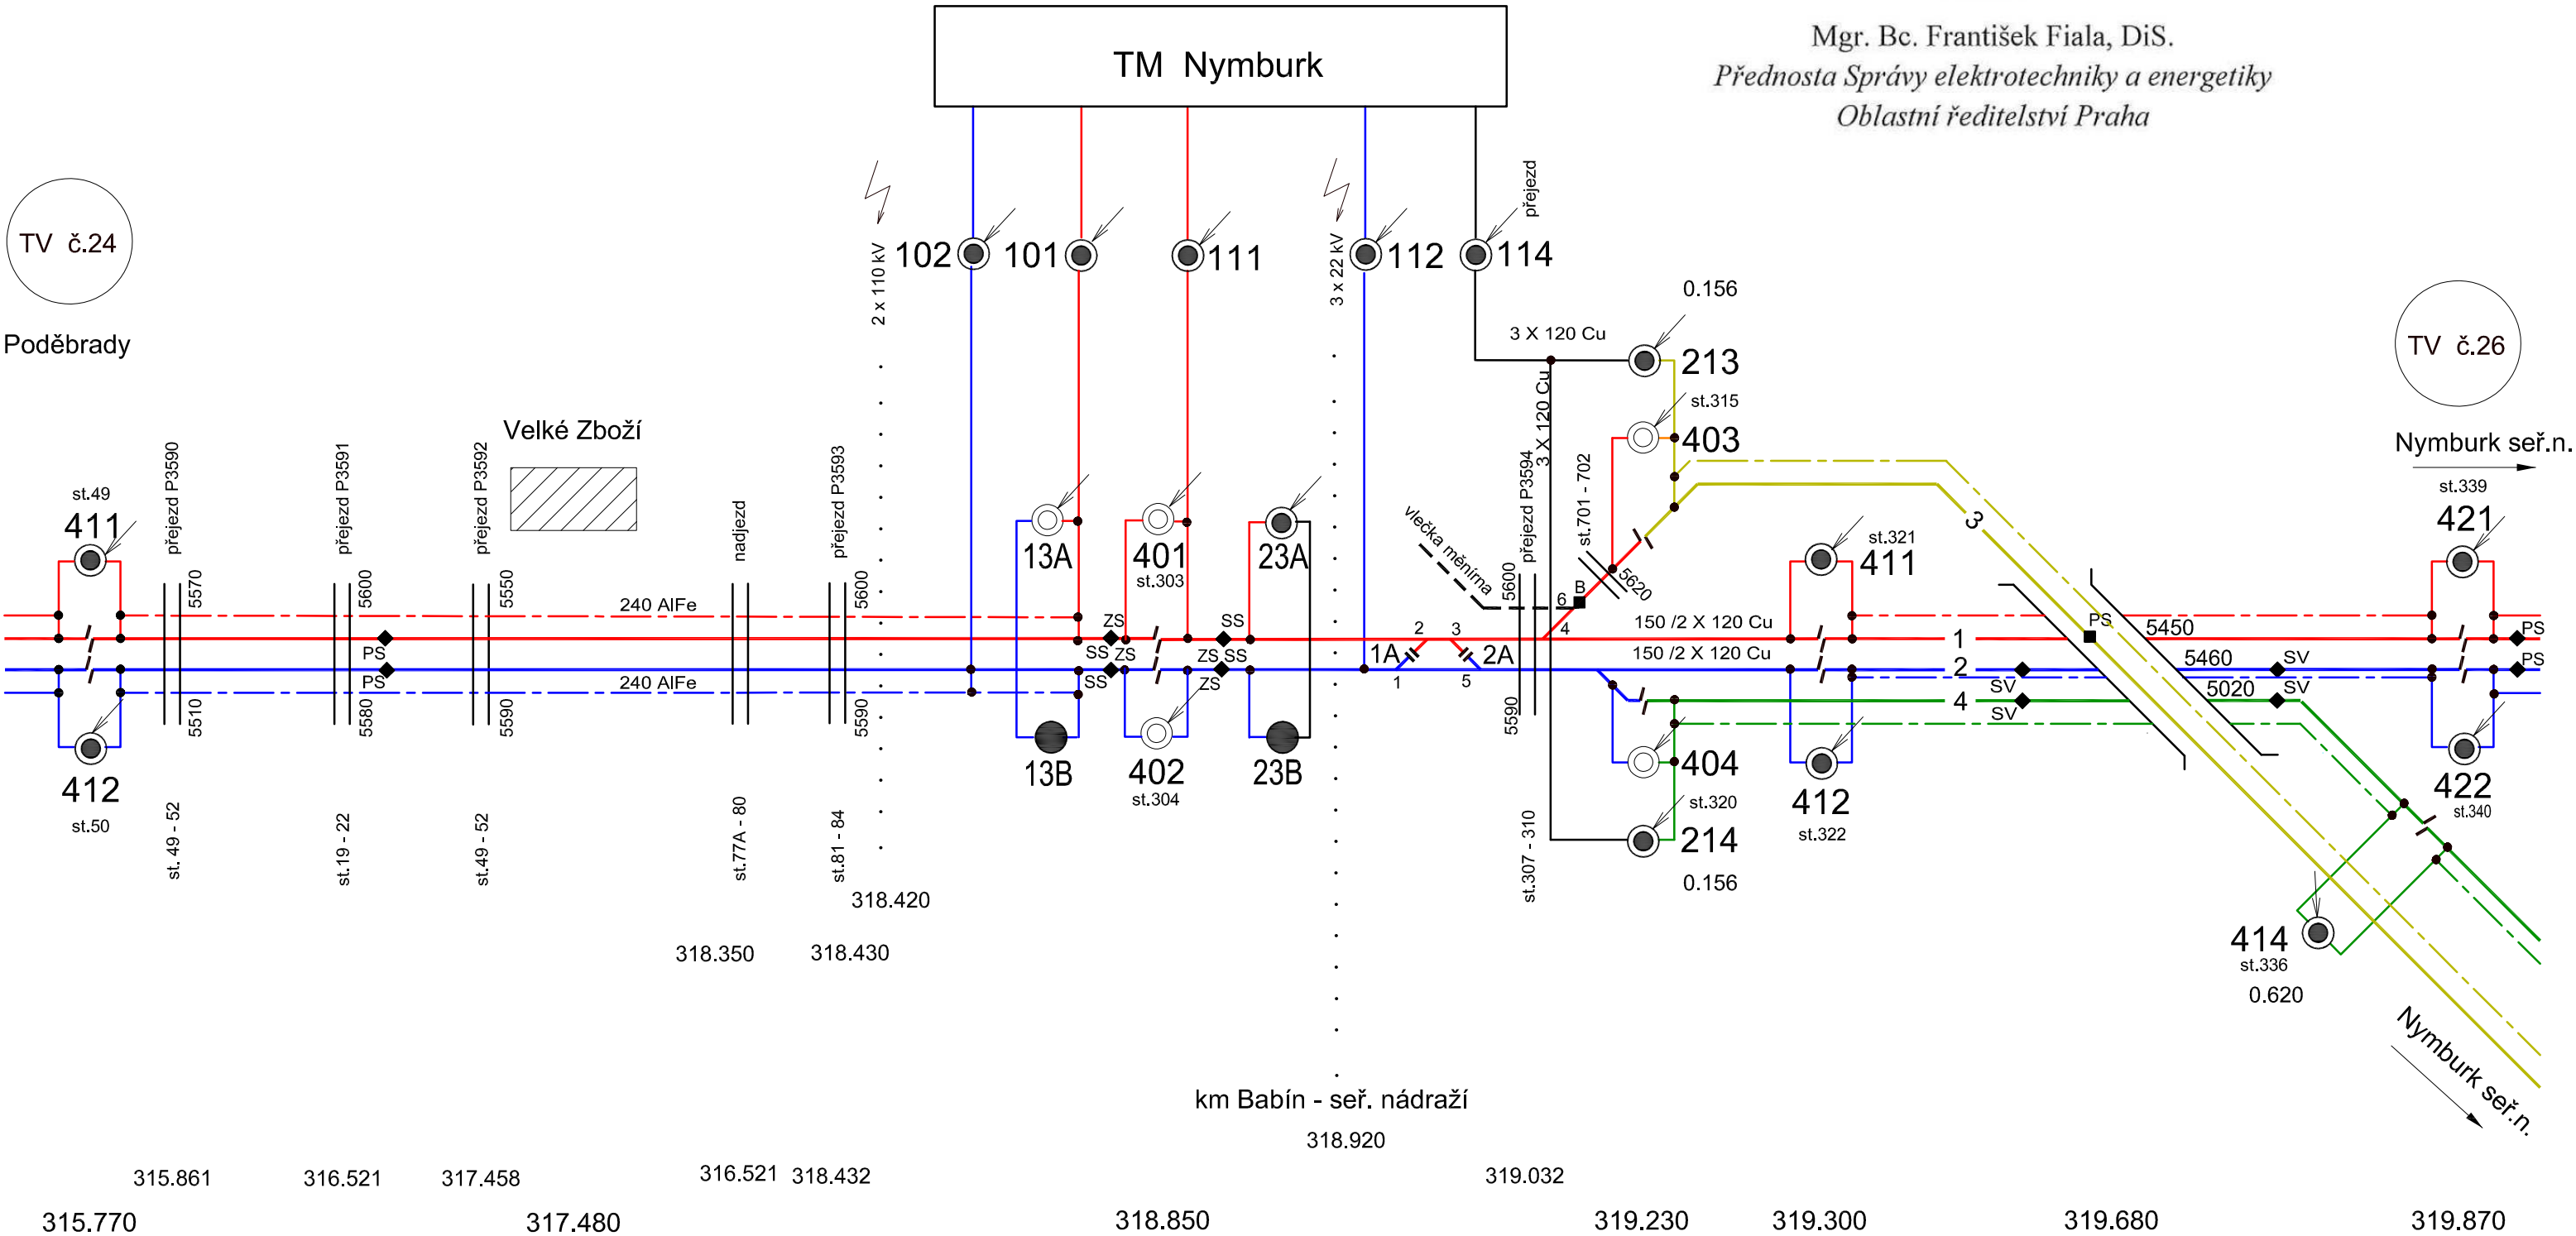 TM Nymburk
Mgr. Bc. František Fiala, DiS.
Přednosta Správy elektrotechniky a energetiky
Oblastní ředitelství Praha
TV č.24
Poděbrady
2 x 110 kV
102
101
111
3 x 22 kV
112
114
přejezd
0.156
3 X 120 Cu
213
3 X 120 Cu
st.315
403
TV č.26
Nymburk seř.n.
st.339
421
Velké Zboží
st.49
411
přejezd P3590
přejezd P3591
přejezd P3592
nadjezd
přejezd P3593
5570
5600
5550
5600
240 AlFe
13A
401
st.303
23A
vlečka měnírna
přejezd P3594
5600
st.701 - 702
5620
6
B
4
3
st.321
411
ZS
SS
PS
SS
ZS
ZS
SS
1A
2
3
2A
1
5
150 /2 X 120 Cu
150 /2 X 120 Cu
1
2
4
PS
5450
5460
5020
SV
SV
SV
SV
PS
PS
PS
SS
ZS
240 AlFe
5510
5580
5590
5590
5590
412
st.50
13B
402
st.304
23B
404
st.320
214
0.156
412
st.322
422
st.340
st. 49 - 52
st.19 - 22
st.49 - 52
st.77A - 80
st.81 - 84
st.307 - 310
318.420
318.350
318.430
414
st.336
0.620
Nymburk seř.n.
km Babín - seř. nádraží
318.920
315.861
316.521
317.458
316.521
318.432
319.032
315.770
317.480
318.850
319.230
319.300
319.680
319.870